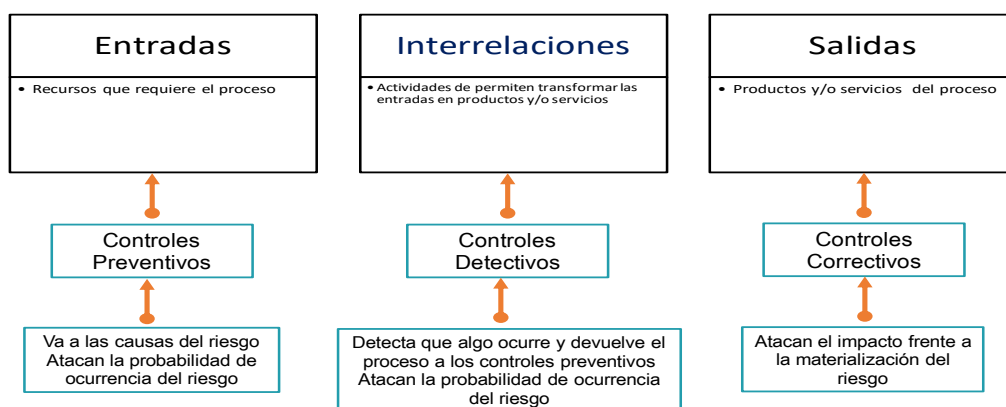 Entradas
• Recursos que requiere el proceso
Interrelaciones
• Actividades de permiten transformar las
entradas en productos y/o servicios
Salidas
• Productos y/o servicios del proceso
Controles
Preventivos
Controles
Detectivos
Controles
Correctivos
Va a las causas del riesgo
Atacan la probabilidad de
ocurrencia del riesgo
Detecta que algo ocurre y devuelve el
proceso a los controles preventivos
Atacan la probabilidad de ocurrencia
del riesgo
Atacan el impacto frente a
la materialización del
riesgo